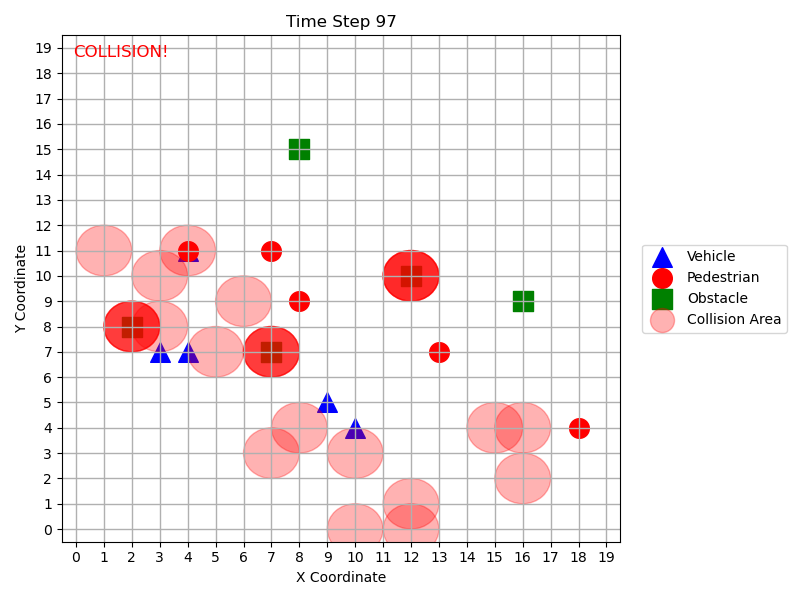 Time Step 97
COLLISION!
Y Coordinate
19
18
17
16
15
14
13
12
11
10
9
8
7
6
5
4
3
2
1
0
0 1 2 3 4 5 6 7 8 9 10 11 12 13 14 15 16 17 18 19
X Coordinate
Vehicle
Pedestrian
Obstacle
Collision Area